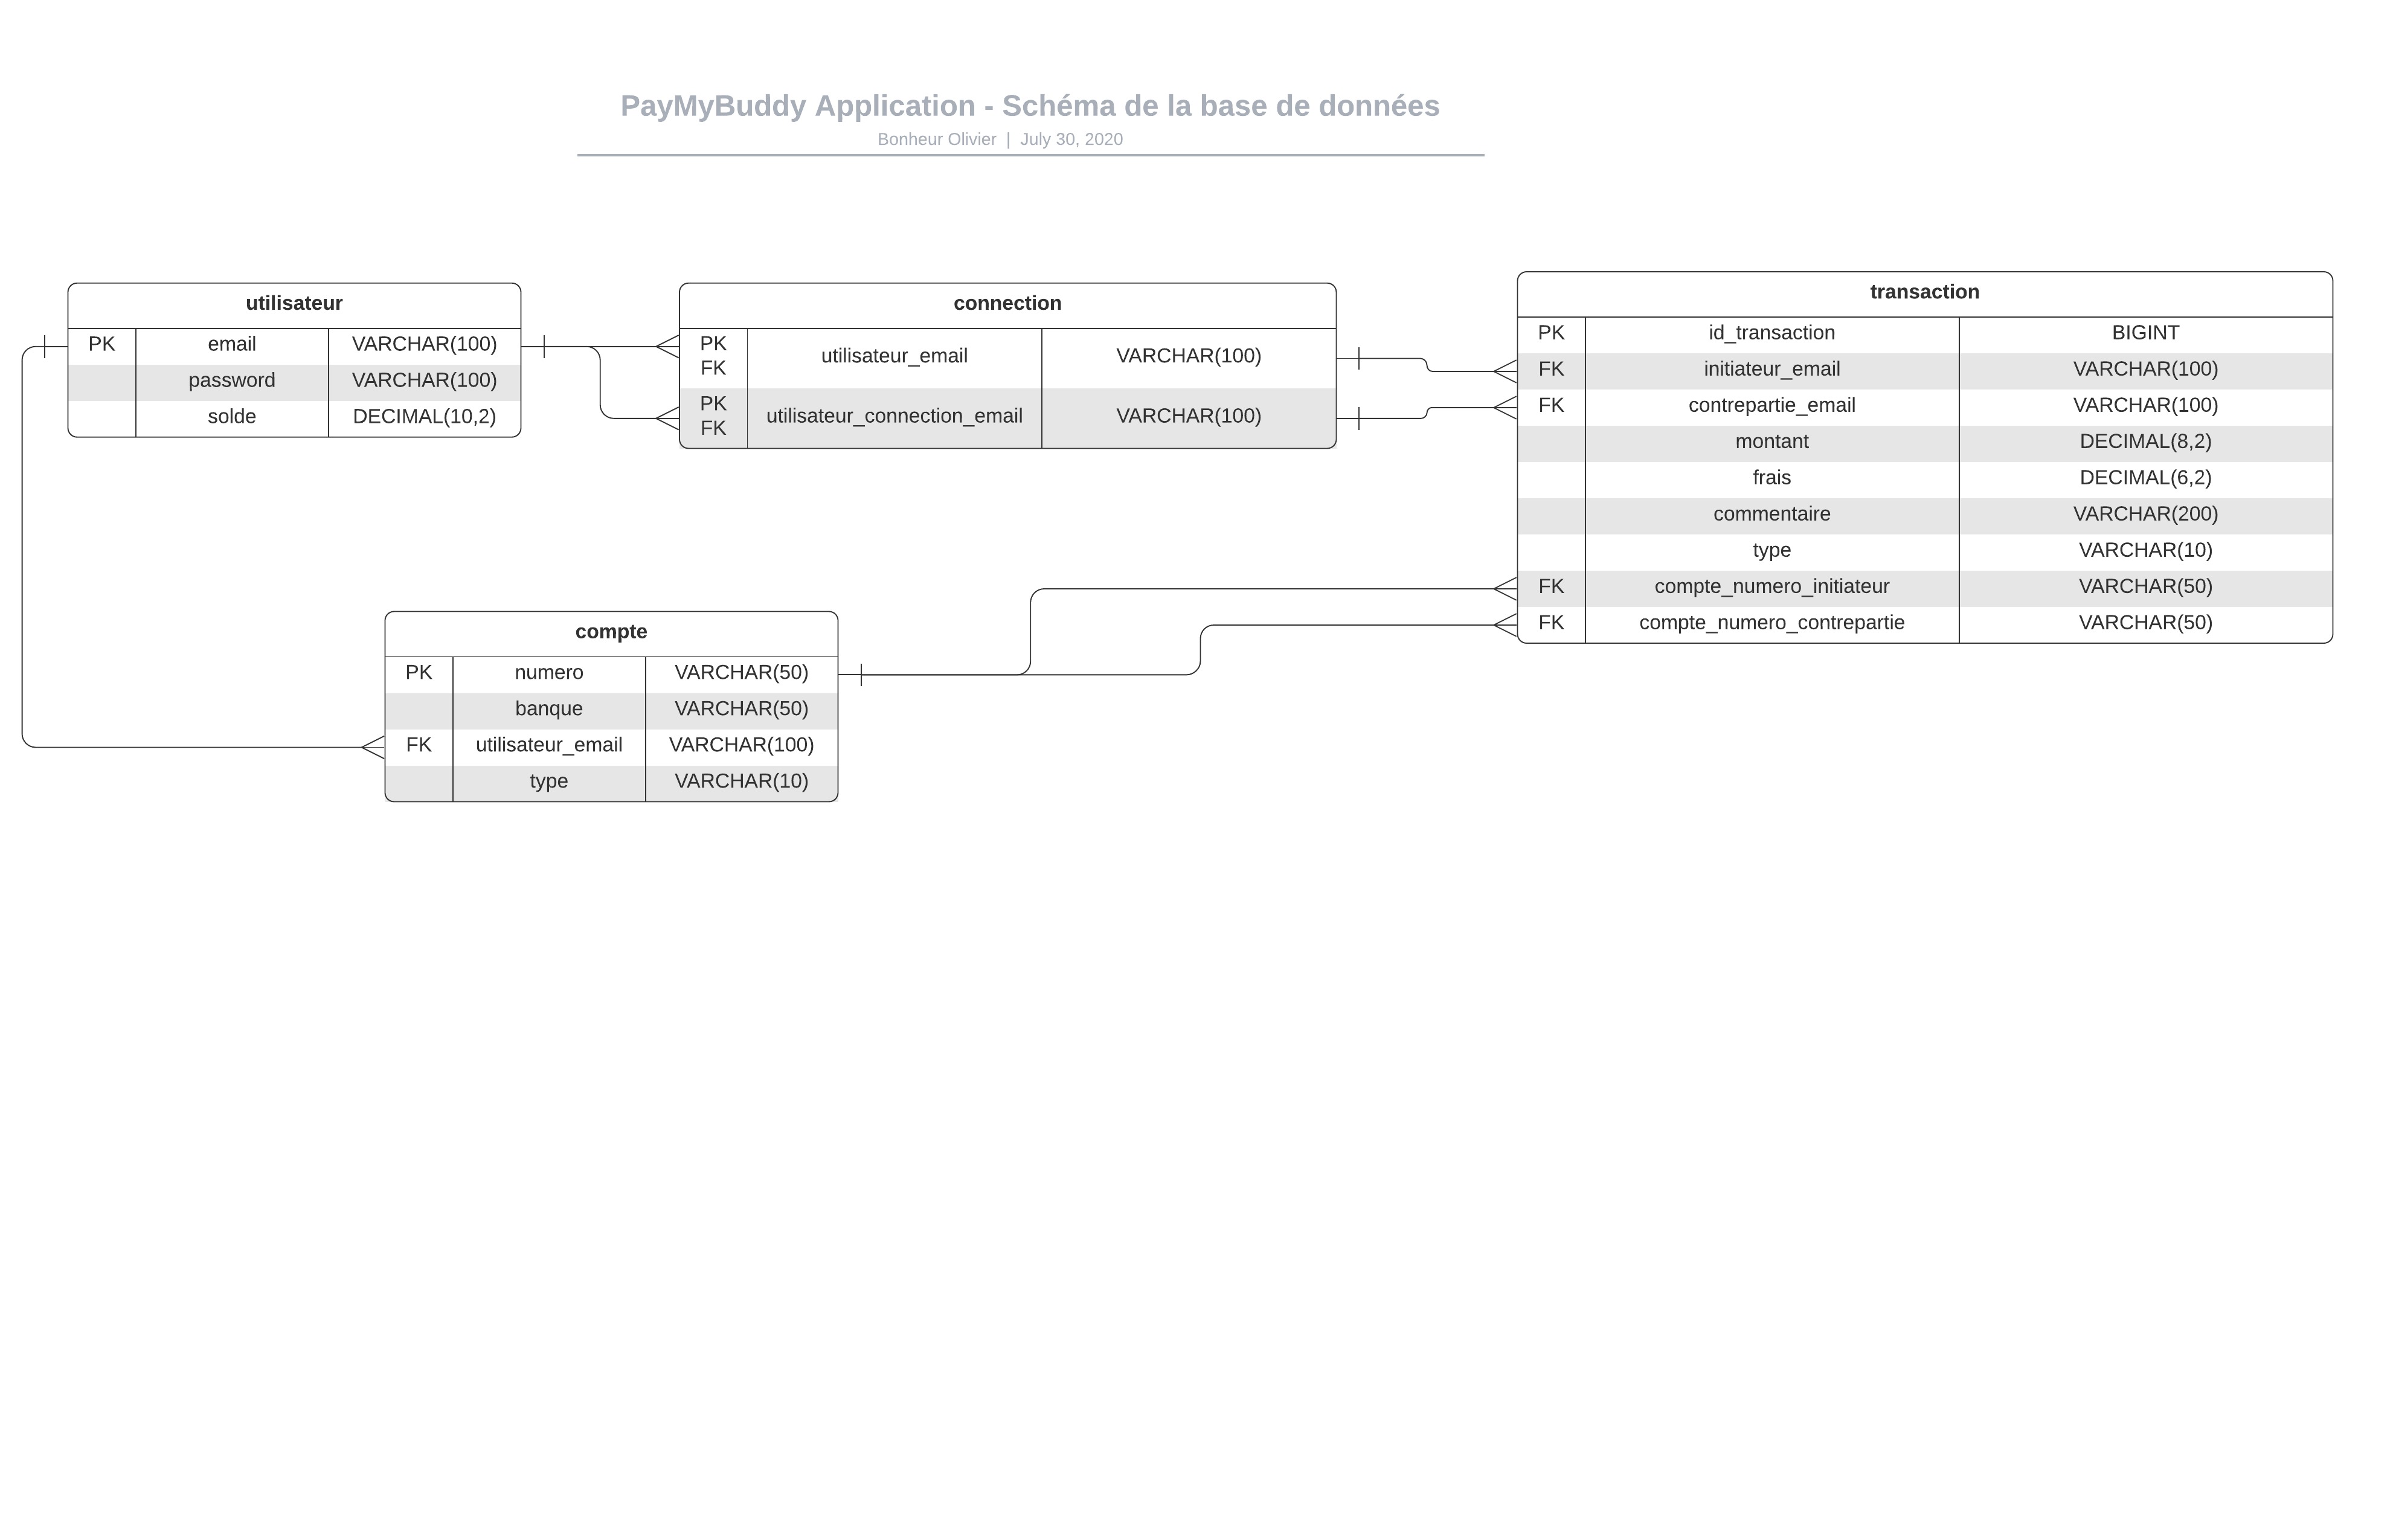 PayMyBuddy Application - Schéma de la base de données
Bonheur Olivier | July 30, 2020
utilisateur
PK email VARCHAR(100)
password VARCHAR(100)
solde DECIMAL(10,2)
connection
PK
FK
utilisateur_email VARCHAR(100)
PK
FK
utilisateur_connection_email VARCHAR(100)
transaction
PK id_transaction BIGINT
FK initiateur_email VARCHAR(100)
FK contrepartie_email VARCHAR(100)
montant DECIMAL(8,2)
frais DECIMAL(6,2)
commentaire VARCHAR(200)
type VARCHAR(10)
FK compte_numero_initiateur VARCHAR(50)
FK compte_numero_contrepartie VARCHAR(50)
compte
PK numero VARCHAR(50)
banque VARCHAR(50)
FK utilisateur_email VARCHAR(100)
type VARCHAR(10)